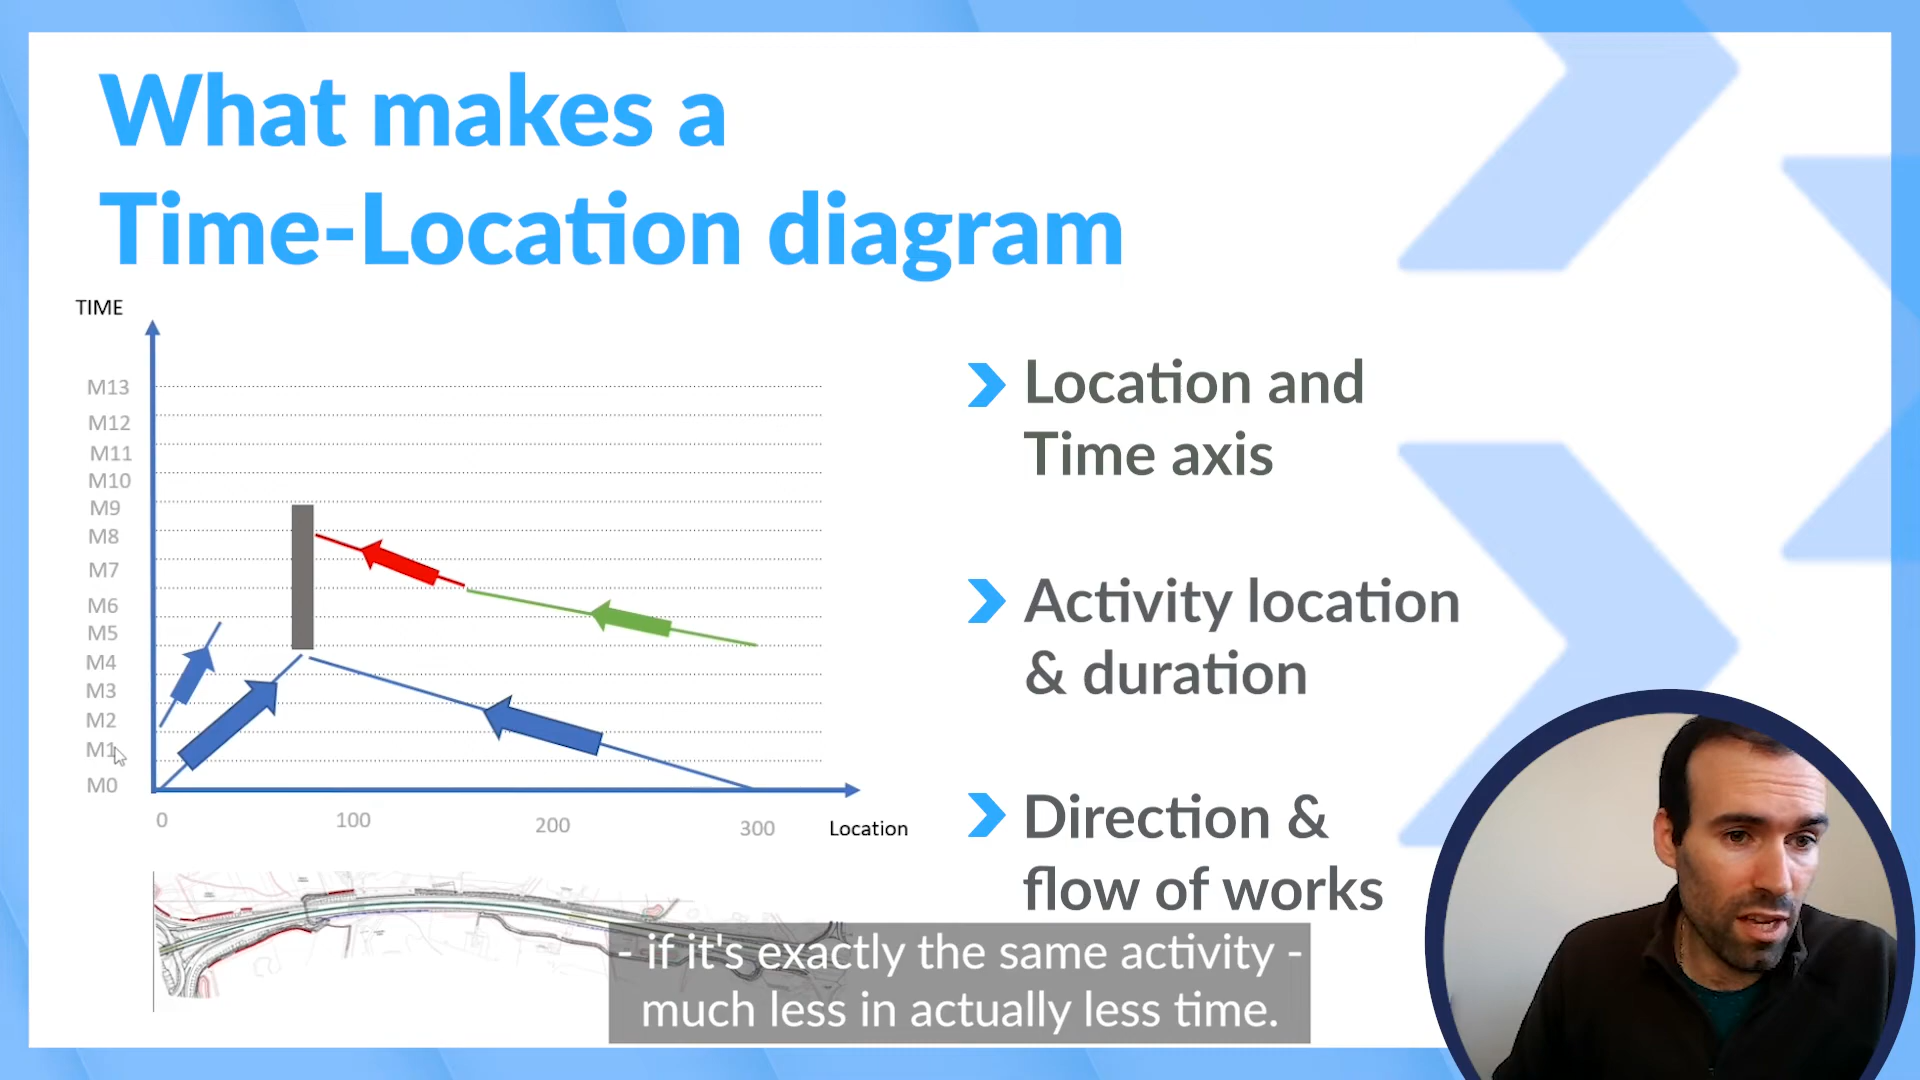 What makes a
Time-Location diagram
TIME
M13
M12
M11
M10
M9
M8
M7
M6
M5
M4
M3
M2
M1
M0
0
100
200
300
Location
Location and
Time axis
Activity location
& duration
Direction &
flow of works
- if it's exactly the same activity -
much less in actually less time.